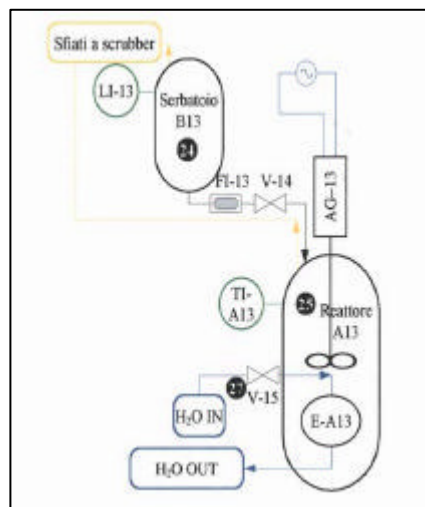 Sfiati a scrubber
LI-13
Serbatoio
B13
24
FI-13
V-14
AG-13
TI-
A13
25
Reattore
A13
27
V-15
H₂O IN
E-A13
H₂O OUT